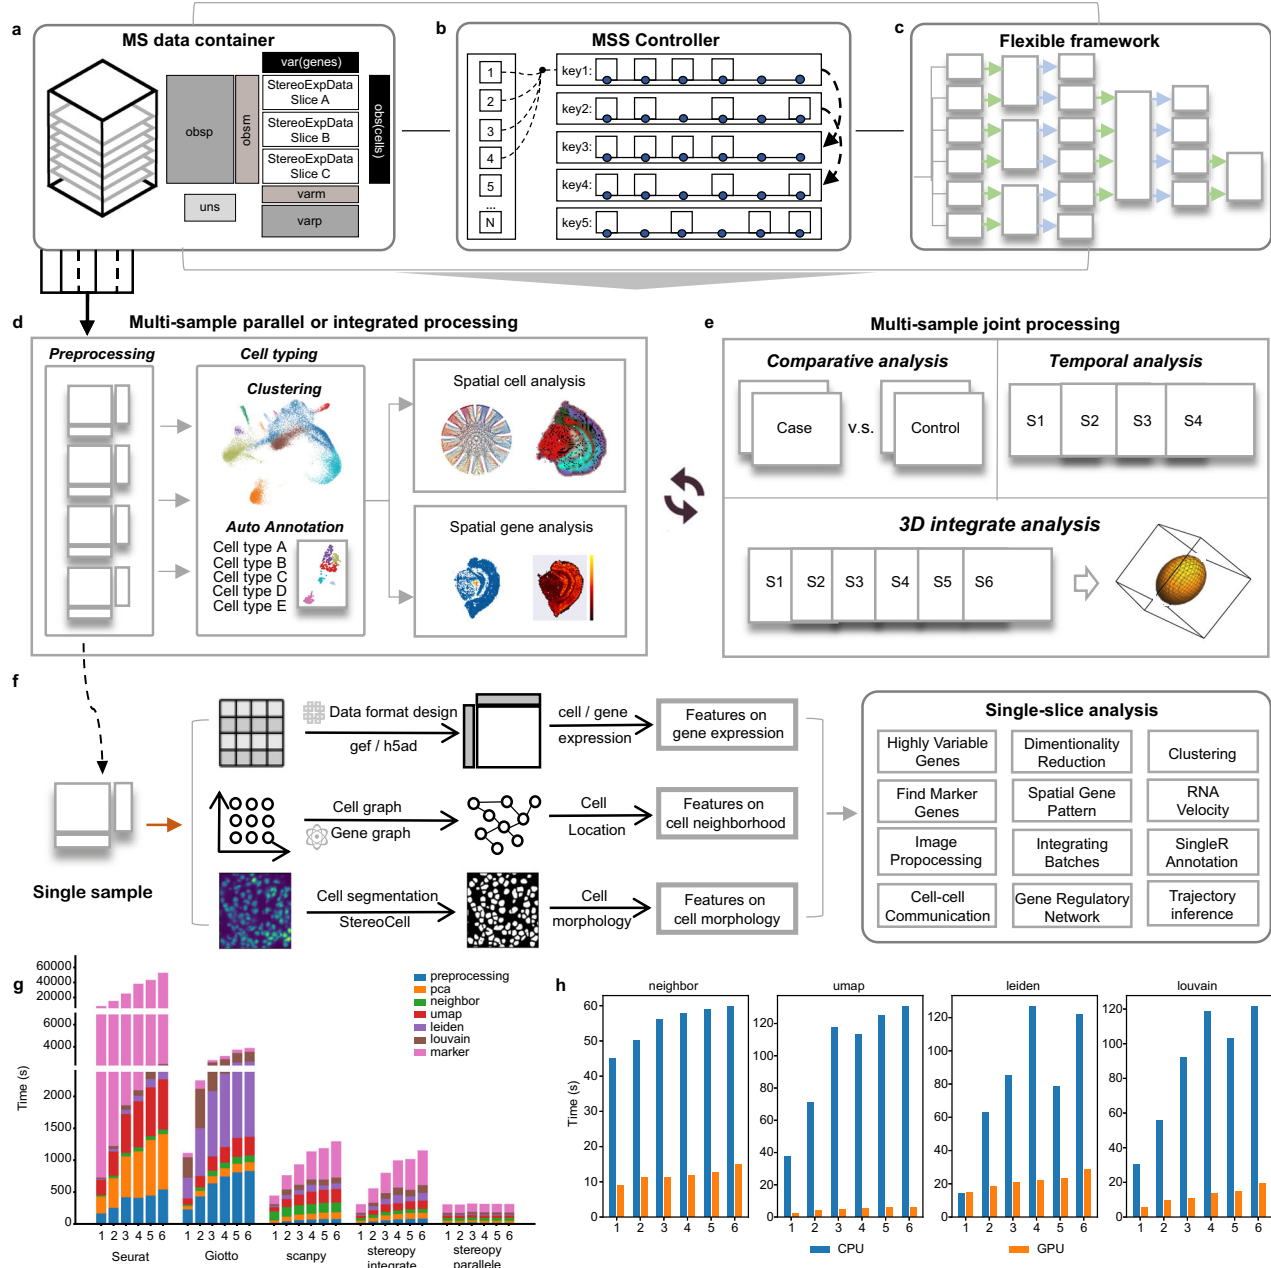 a
MS data container
var(genes)
StereoExpData
Slice A
StereoExpData
Slice B
StereoExpData
Slice C
obsp
obsm
obs(cells)
uns
varm
varp
b
MSS Controller
1
2
3
4
5
...
N
key1:
key2:
key3:
key4:
key5:
c
Flexible framework
d
Multi-sample parallel or integrated processing
Preprocessing
Cell typing
Clustering
Auto Annotation
Cell type A
Cell type B
Cell type C
Cell type D
Cell type E
Spatial cell analysis
Spatial gene analysis
e
Multi-sample joint processing
Comparative analysis
Case
v.s.
Control
Temporal analysis
S1 S2 S3 S4
3D integrate analysis
S1 S2 S3 S4 S5 S6
f
Single sample
Data format design
gef / h5ad
cell / gene
expression
Features on
gene expression
Cell graph
Gene graph
Cell
Location
Features on
cell neighborhood
Cell segmentation
StereoCell
Cell
morphology
Features on
cell morphology
Single-slice analysis
Highly Variable
Genes
Dimentionality
Reduction
Clustering
Find Marker
Genes
Spatial Gene
Pattern
RNA
Velocity
Image
Propocessing
Integrating
Batches
SingleR
Annotation
Cell-cell
Communication
Gene Regulatory
Network
Trajectory
inference
g
60000
40000
20000
6000
4000
2000
1500
1000
500
0
Time (s)
preprocessing
pca
neighbor
umap
leiden
louvain
marker
1 2 3 4 5 6
Seurat
1 2 3 4 5 6
Giotto
1 2 3 4 5 6
scanpy
1 2 3 4 5 6
stereopy
integrate
1 2 3 4 5 6
stereopy
parallele
h
neighbor
60
50
40
30
20
10
0
Time (s)
1 2 3 4 5 6
umap
120
100
80
60
40
20
0
1 2 3 4 5 6
leiden
120
100
80
60
40
20
0
1 2 3 4 5 6
louvain
120
100
80
60
40
20
0
1 2 3 4 5 6
CPU
GPU